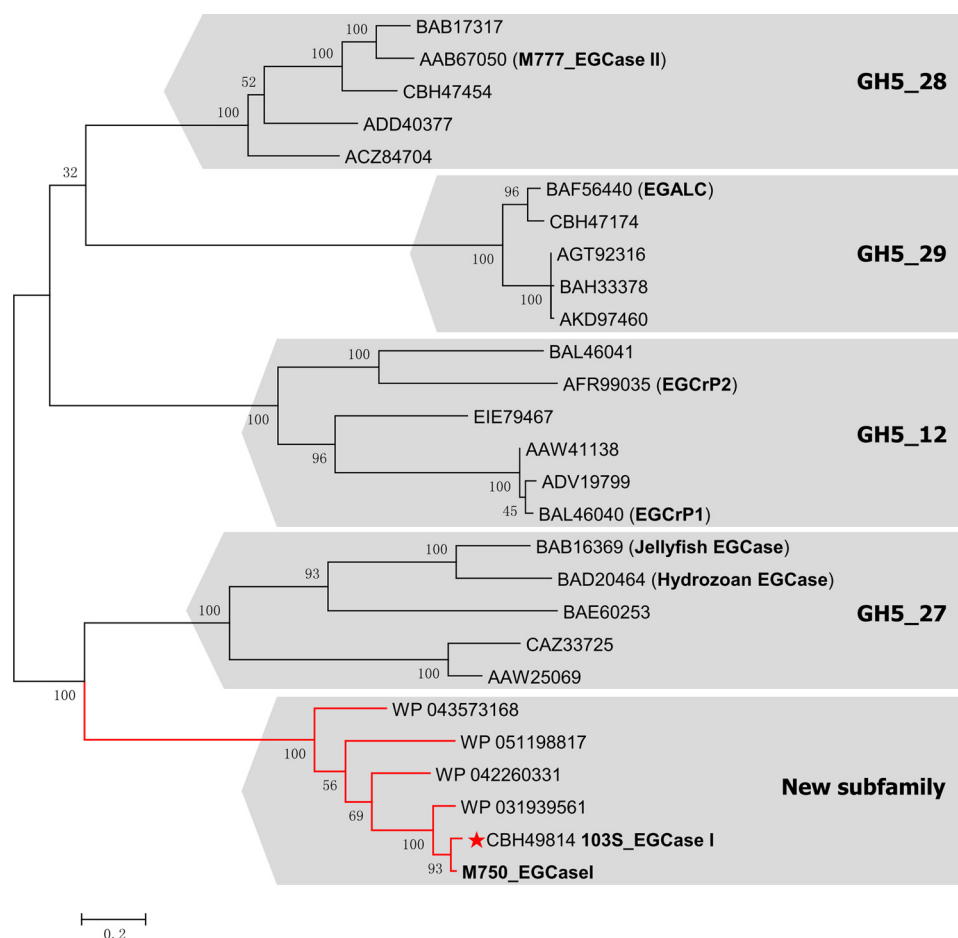 BAB17317
100
AAB67050 (M777_EGCase II)
100
52
CBH47454
GH5_28
100
ADD40377
ACZ84704
32
96
BAF56440 (EGALC)
CBH47174
100
AGT92316
GH5_29
BAH33378
100
AKD97460
BAL46041
100
AFR99035 (EGCrP2)
100
EIE79467
GH5_12
AAW41138
96
ADV19799
100
BAL46040 (EGCrP1)
45
BAB16369 (Jellyfish EGCase)
100
BAD20464 (Hydrozoan EGCase)
93
BAE60253
100
GH5_27
CAZ33725
100
AAW25069
100
WP 043573168
100
WP 051198817
56
WP 042260331
New subfamily
69
WP 031939561
100
CBH49814 103S_EGCase I
93
M750_EGCaseI
0.2